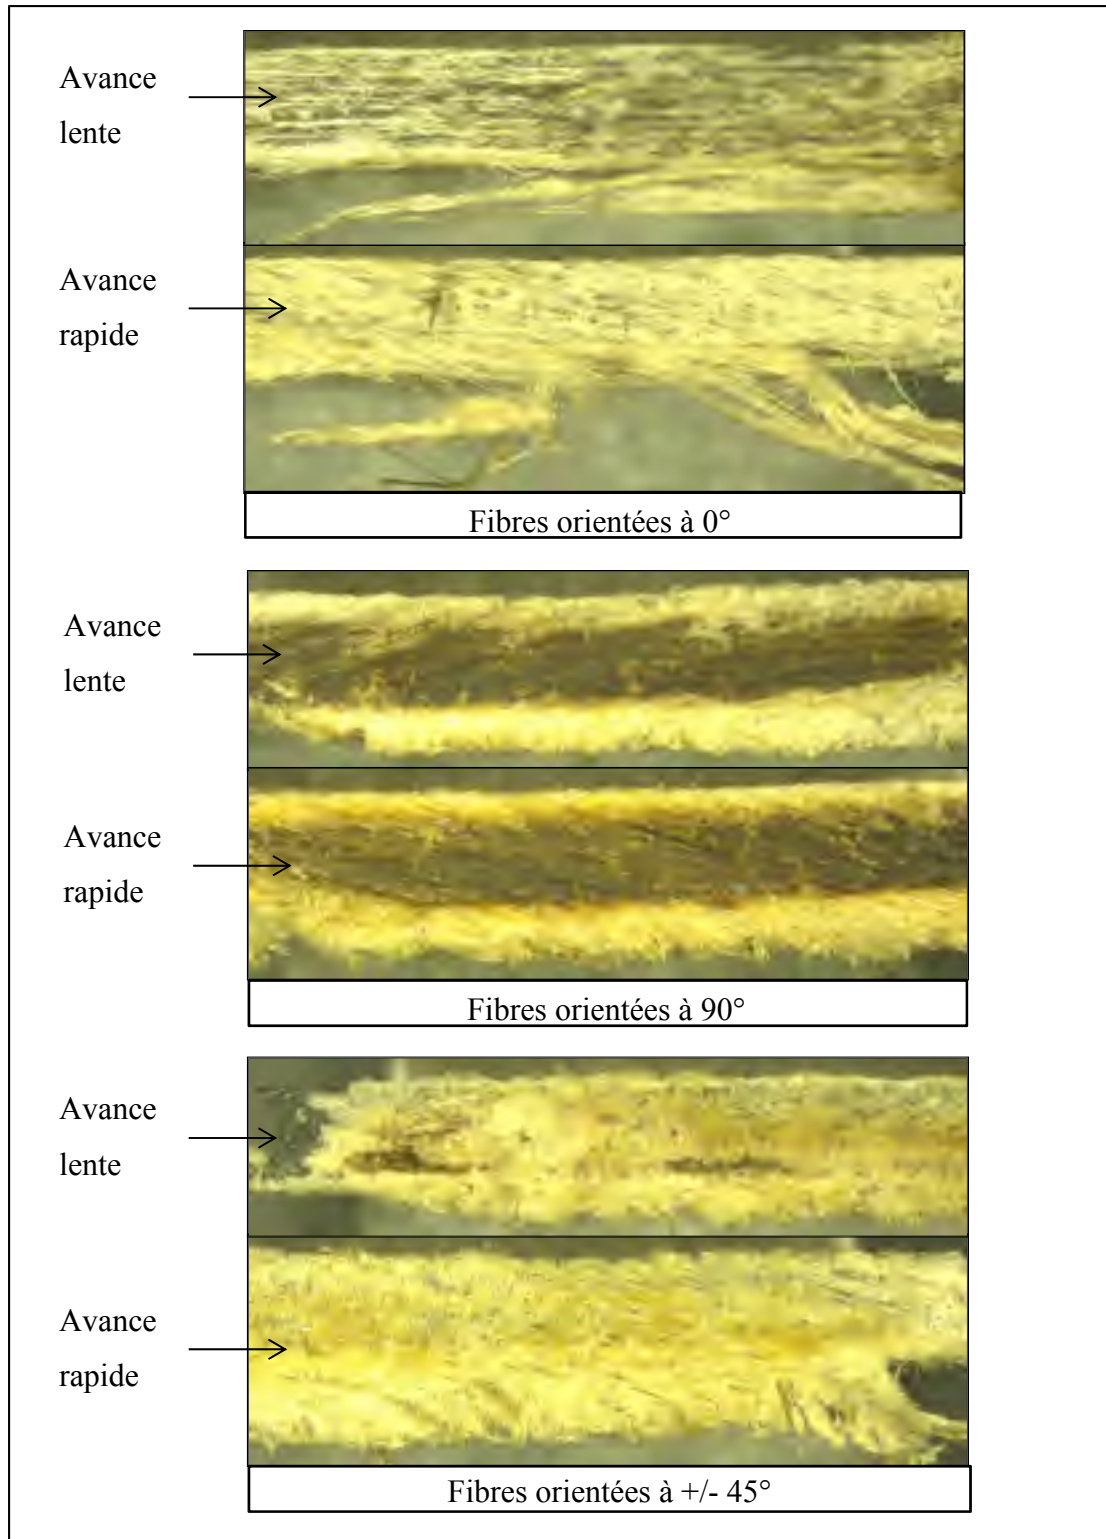 Avance
lente
Avance
rapide
Fibres orientées à 0°
Avance
lente
Avance
rapide
Fibres orientées à 90°
Avance
lente
Avance
rapide
Fibres orientées à +/- 45°